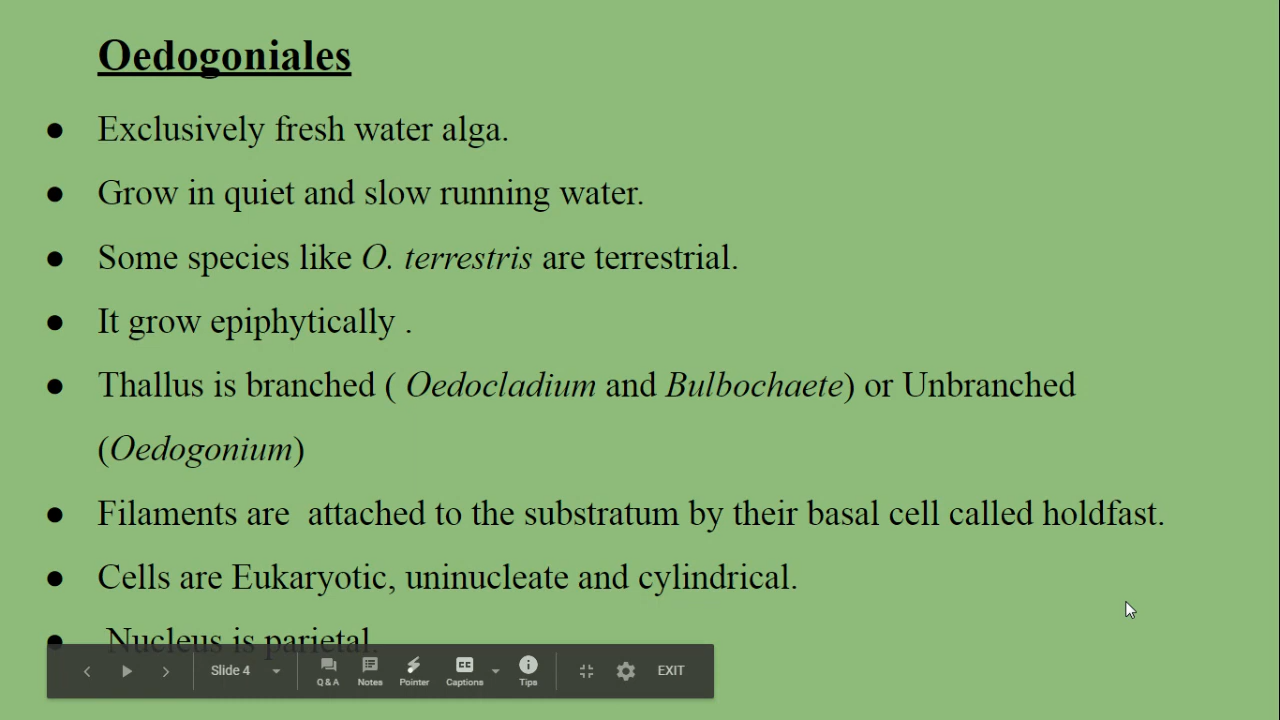 Oedogoniales
● Exclusively fresh water alga.
● Grow in quiet and slow running water.
● Some species like O. terrestris are terrestrial.
● It grow epiphytically .
● Thallus is branched ( Oedocladium and Bulbochaete) or Unbranched
(Oedogonium)
● Filaments are  attached to the substratum by their basal cell called holdfast.
● Cells are Eukaryotic, uninucleate and cylindrical.
● Nucleus is parietal.
Slide 4
Q & A Notes Pointer Captions Tips EXIT